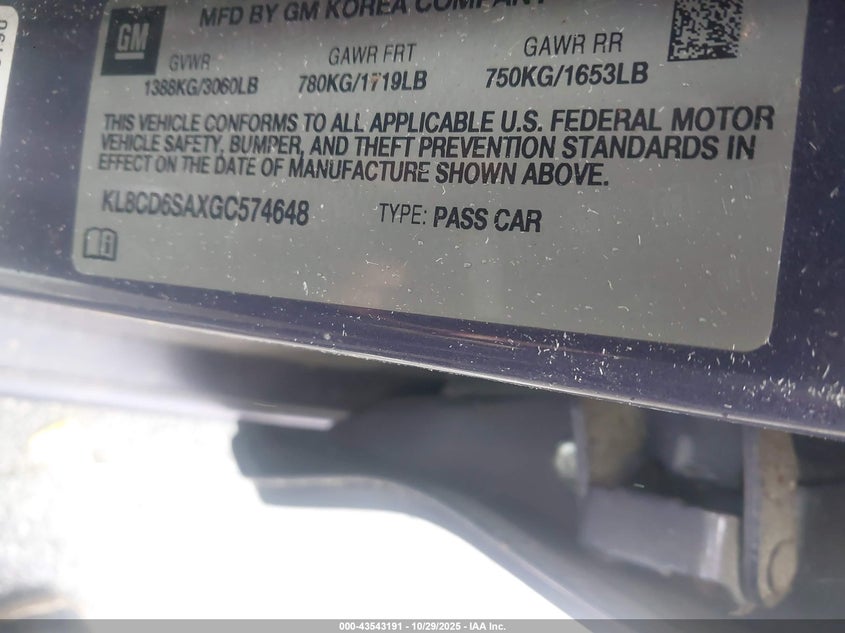 MFD BY GM KOREA COMPANY
GM
GVWR GAWR FRT GAWR RR
1388KG/3060LB 780KG/1719LB 750KG/1653LB
THIS VEHICLE CONFORMS TO ALL APPLICABLE U.S. FEDERAL MOTOR
VEHICLE SAFETY, BUMPER, AND THEFT PREVENTION STANDARDS IN
EFFECT ON THE DATE OF MANUFACTURE SHOWN ABOVE.
KL8CD6SAXGC574648 TYPE: PASS CAR
000-43543191 - 10/29/2025 - IAA Inc.